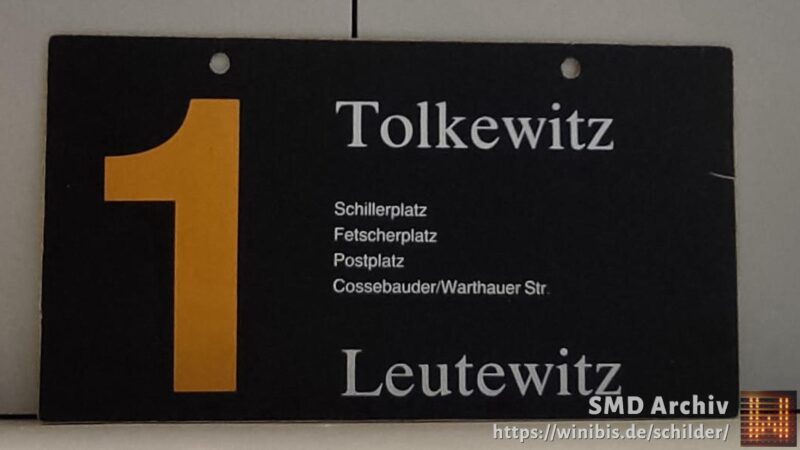 1
Tolkewitz
Schillerplatz
Fetscherplatz
Postplatz
Cossebauder/Warthauer Str.
Leutewitz
SMD Archiv
https://winibis.de/schilder/